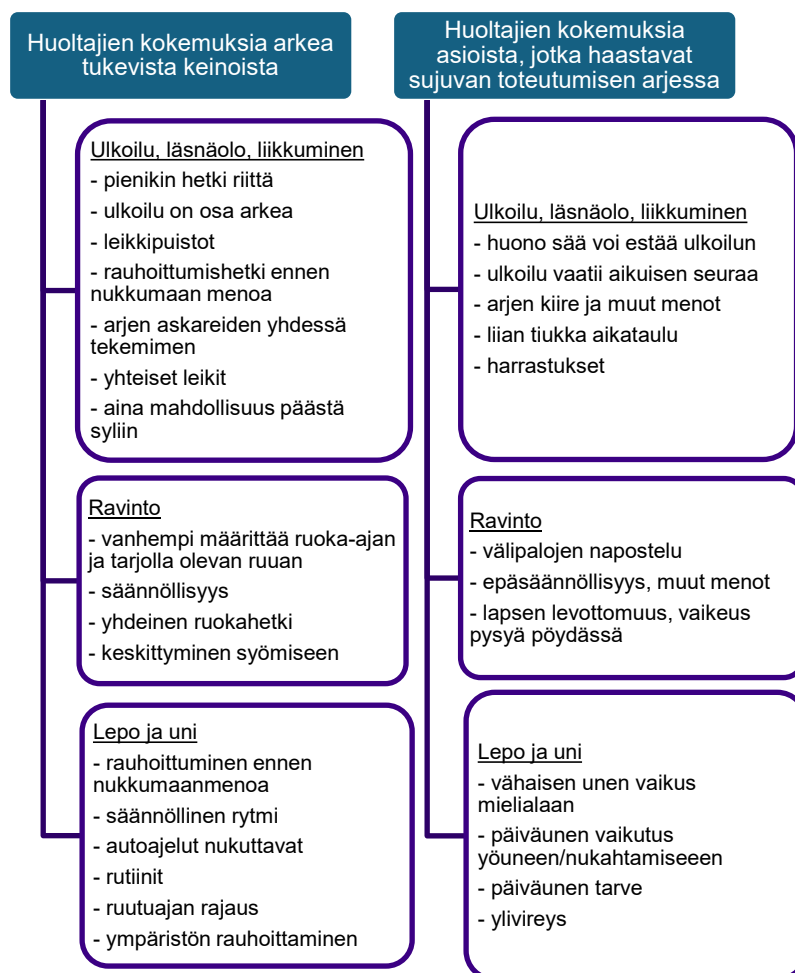 Huoltajien kokemuksia arkea
tukevista keinoista
Ulkoilu, läsnäolo, liikkuminen
- pienikin hetki riittä
- ulkoilu on osa arkea
- leikkipuistot
- rauhoittumishetki ennen
nukkumaan menoa
- arjen askareiden yhdessä
tekemimen
- yhteiset leikit
- aina mahdollisuus päästä
syliin
Ravinto
- vanhempi määrittää ruoka-ajan
ja tarjolla olevan ruuan
- säännöllisyys
- yhdeinen ruokahetki
- keskittyminen syömiseen
Lepo ja uni
- rauhoittuminen ennen
nukkumaanmenoa
- säännöllinen rytmi
- autoajelut nukuttavat
- rutiinit
- ruutuajan rajaus
- ympäristön rauhoittaminen
Huoltajien kokemuksia
asioista, jotka haastavat
sujuvan toteutumisen arjessa
Ulkoilu, läsnäolo, liikkuminen
- huono sää voi estää ulkoilun
- ulkoilu vaatii aikuisen seuraa
- arjen kiire ja muut menot
- liian tiukka aikataulu
- harrastukset
Ravinto
- välipalojen napostelu
- epäsäännöllisyys, muut menot
- lapsen levottomuus, vaikeus
pysyä pöydässä
Lepo ja uni
- vähaisen unen vaikus
mielialaan
- päiväunen vaikutus
yöuneen/nukahtamiseeen
- päiväunen tarve
- ylivireys